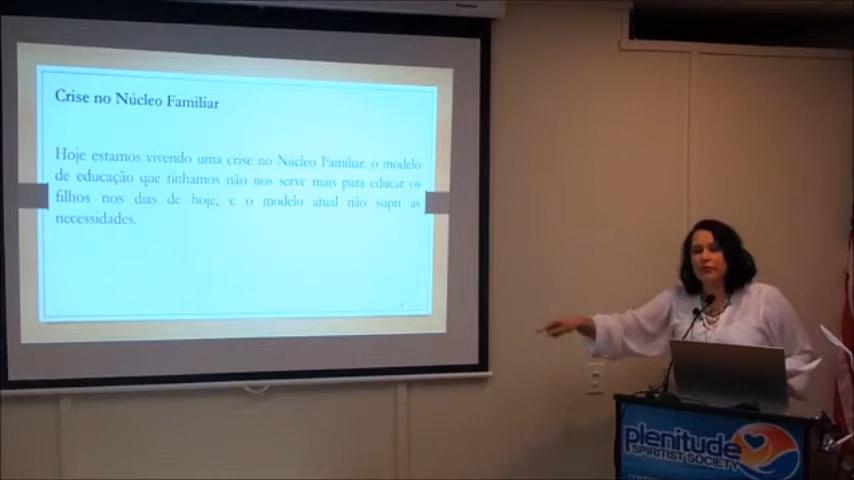 Crise no Núcleo Familiar
Hoje estamos vivendo uma crise no Núcleo Familiar, o modelo
de educação que tinhamos não nos serve mais para educar os
filhos nos dias de hoje, e o modelo atual não supri as
necessidades.
plenitude
SPIRITIST SOCIETY